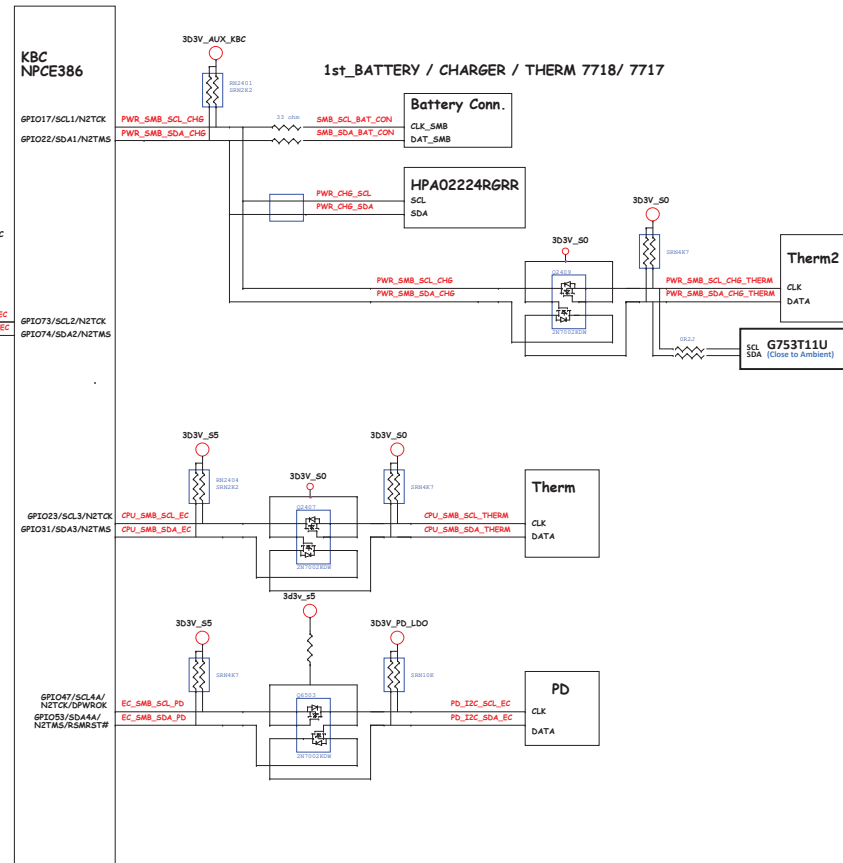 3D3V_AUX_KBC
KBC
NPCE386
1st_BATTERY / CHARGER / THERM 7718/ 7717
RN2401
SRN2K2
Battery Conn.
GPIO17/SCL1/N2TCK
PWR_SMB_SCL_CHG
33 ohm
SMB_SCL_BAT_CON
CLK_SMB
GPIO22/SDA1/N2TMS
PWR_SMB_SDA_CHG
SMB_SDA_BAT_CON
DAT_SMB
HPA02224RGRR
PWR_CHG_SCL
SCL
PWR_CHG_SDA
SDA
3D3V_S0
C
3D3V_S0
SRN4K7
Therm2
Q2409
PWR_SMB_SCL_CHG
PWR_SMB_SCL_CHG_THERM
CLK
PWR_SMB_SDA_CHG
PWR_SMB_SDA_CHG_THERM
DATA
2N7002KDW
EC
GPIO73/SCL2/N2TCK
EC
GPIO74/SDA2/N2TMS
0R2J
SCL
G753T11U
SDA
(Close to Ambient)
3D3V_S5
3D3V_S0
3D3V_S0
RN2404
SRN2K2
SRN4K7
Therm
Q2407
GPIO23/SCL3/N2TCK
CPU_SMB_SCL_EC
CPU_SMB_SCL_THERM
CLK
GPIO31/SDA3/N2TMS
CPU_SMB_SDA_EC
CPU_SMB_SDA_THERM
DATA
2N7002KDW
3d3v_s5
3D3V_S5
3D3V_PD_LDO
SRN4K7
SRN10K
PD
Q6503
GPIO47/SCL4A/
N2TCK/DPWROK
EC_SMB_SCL_PD
PD_I2C_SCL_EC
CLK
GPIO53/SDA4A/
N2TMS/RSMRST#
EC_SMB_SDA_PD
PD_I2C_SDA_EC
DATA
2N7002KDW